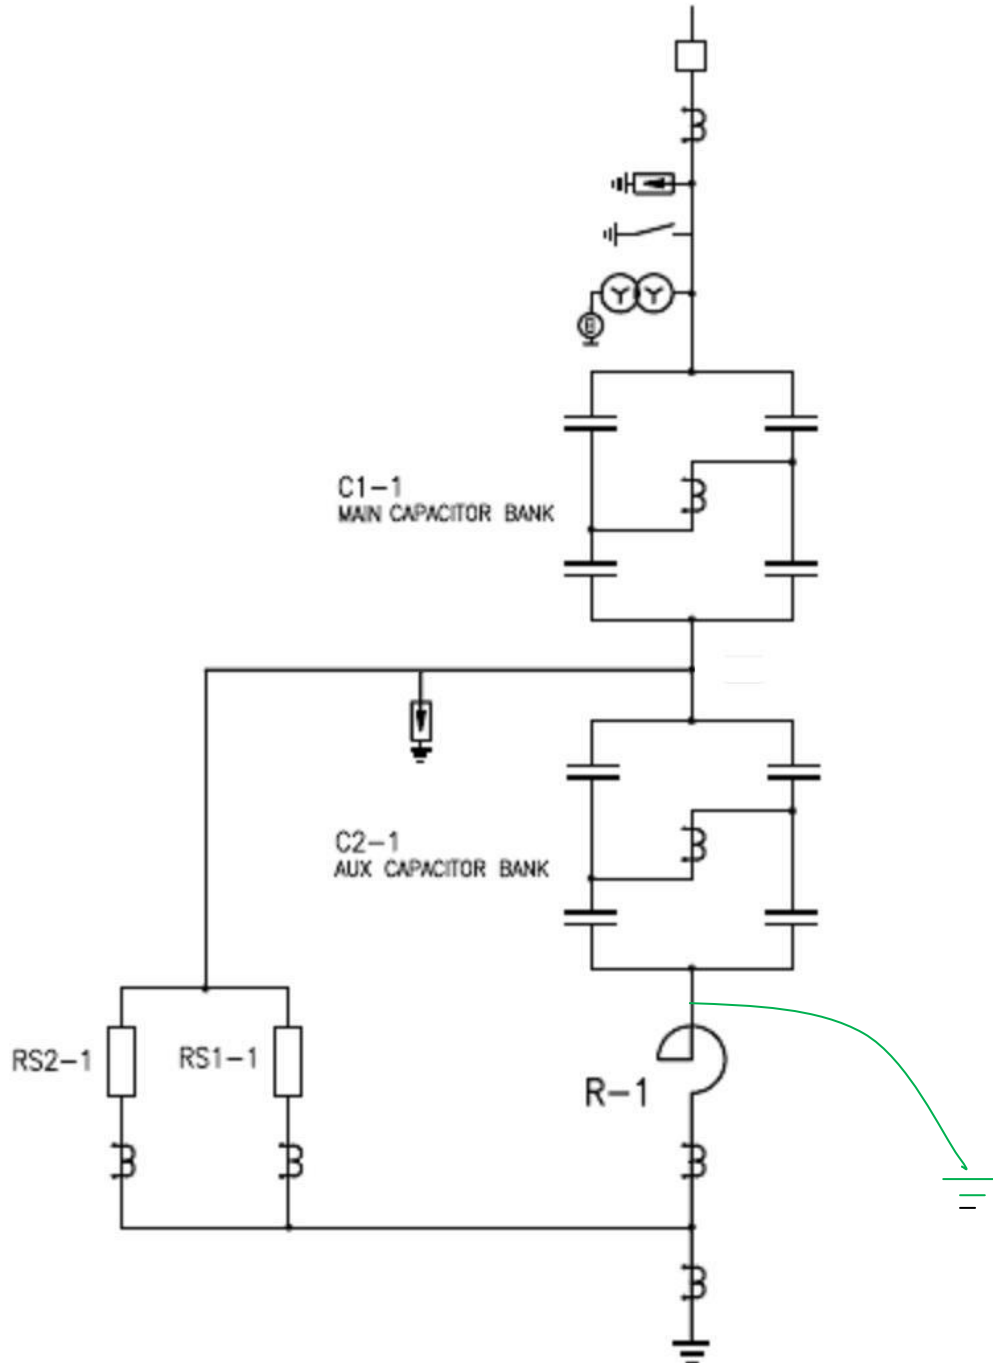 C1-1
MAIN CAPACITOR BANK
C2-1
AUX CAPACITOR BANK
RS2-1
RS1-1
R-1